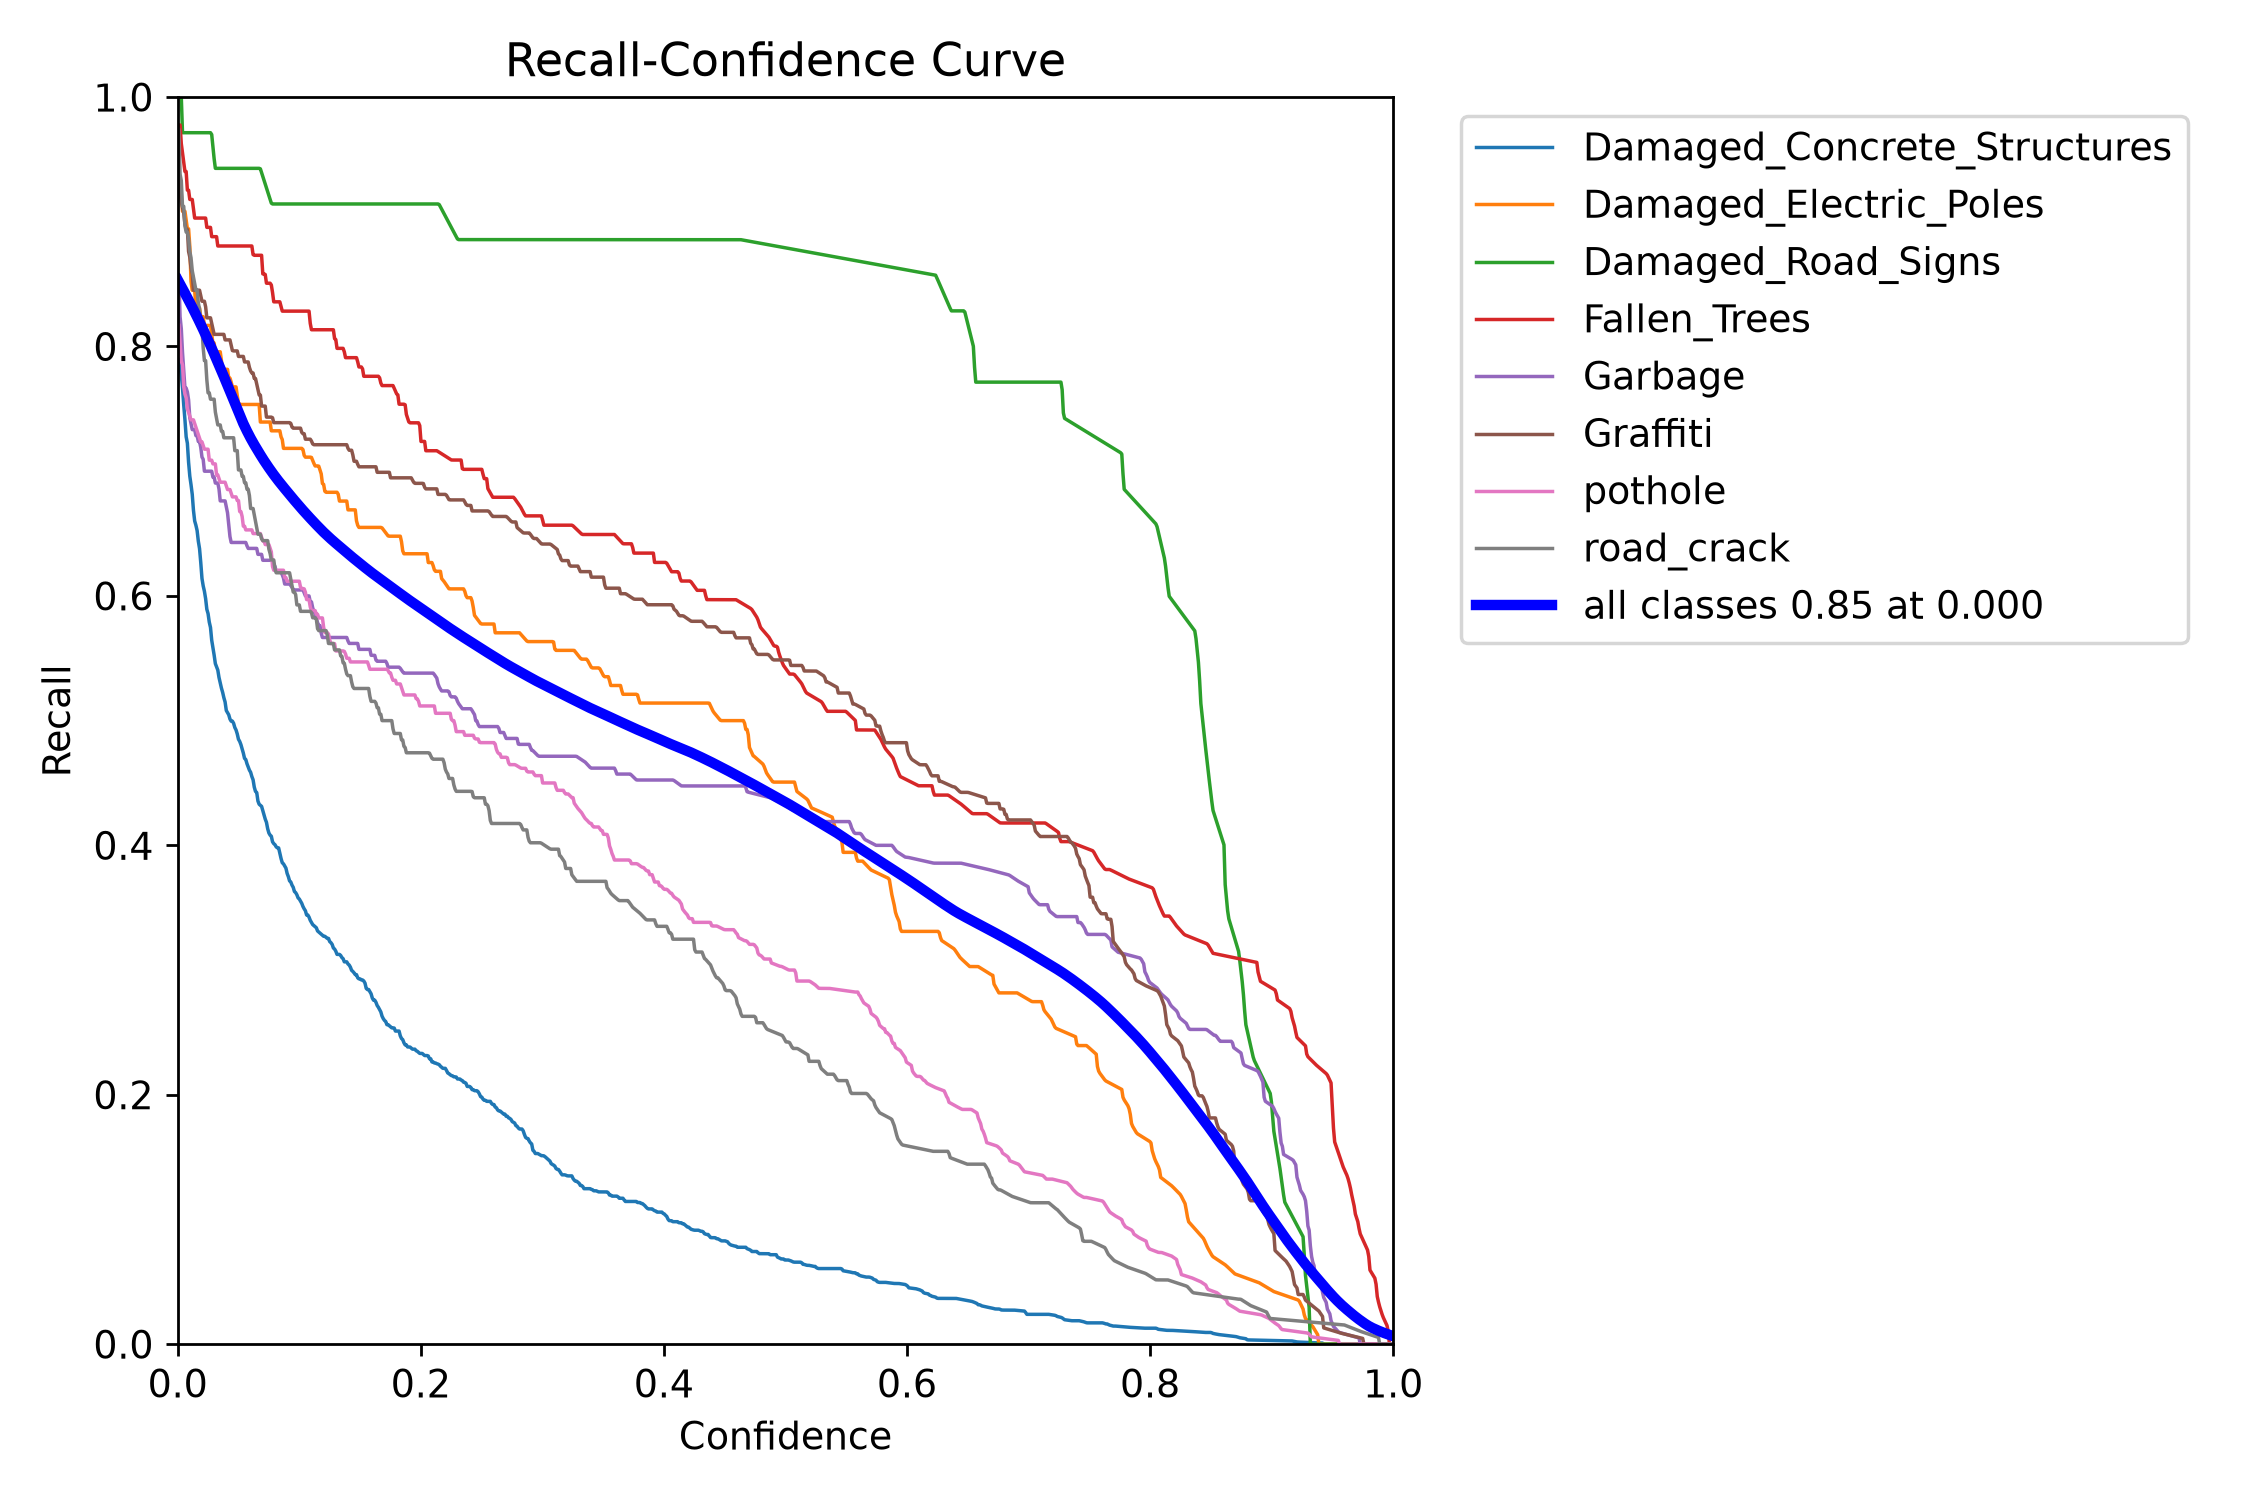 Recall-Confidence Curve
1.0
0.8
0.6
0.4
0.2
0.0
Recall
0.0 0.2 0.4 0.6 0.8 1.0
Confidence
Damaged_Concrete_Structures
Damaged_Electric_Poles
Damaged_Road_Signs
Fallen_Trees
Garbage
Graffiti
pothole
road_crack
all classes 0.85 at 0.000